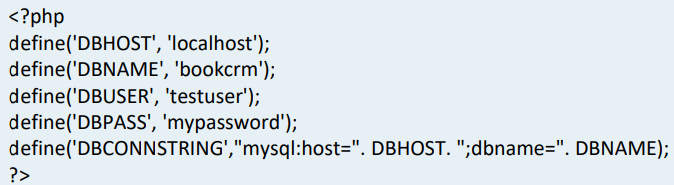 <?php
define('DBHOST', 'localhost');
define('DBNAME', 'bookcrm');
define('DBUSER', 'testuser');
define('DBPASS', 'mypassword');
define('DBCONNSTRING',"mysql:host=". DBHOST. ";dbname=". DBNAME);
?>